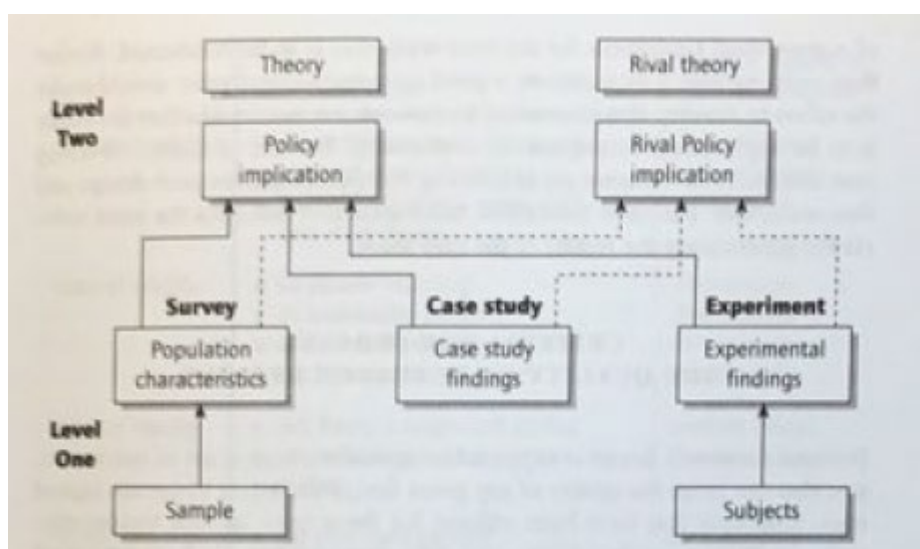 Theory
Rival theory
Level
Two
Policy
implication
Rival Policy
implication
Survey
Case study
Experiment
Population
characteristics
Case study
findings
Experimental
findings
Level
One
Sample
Subjects